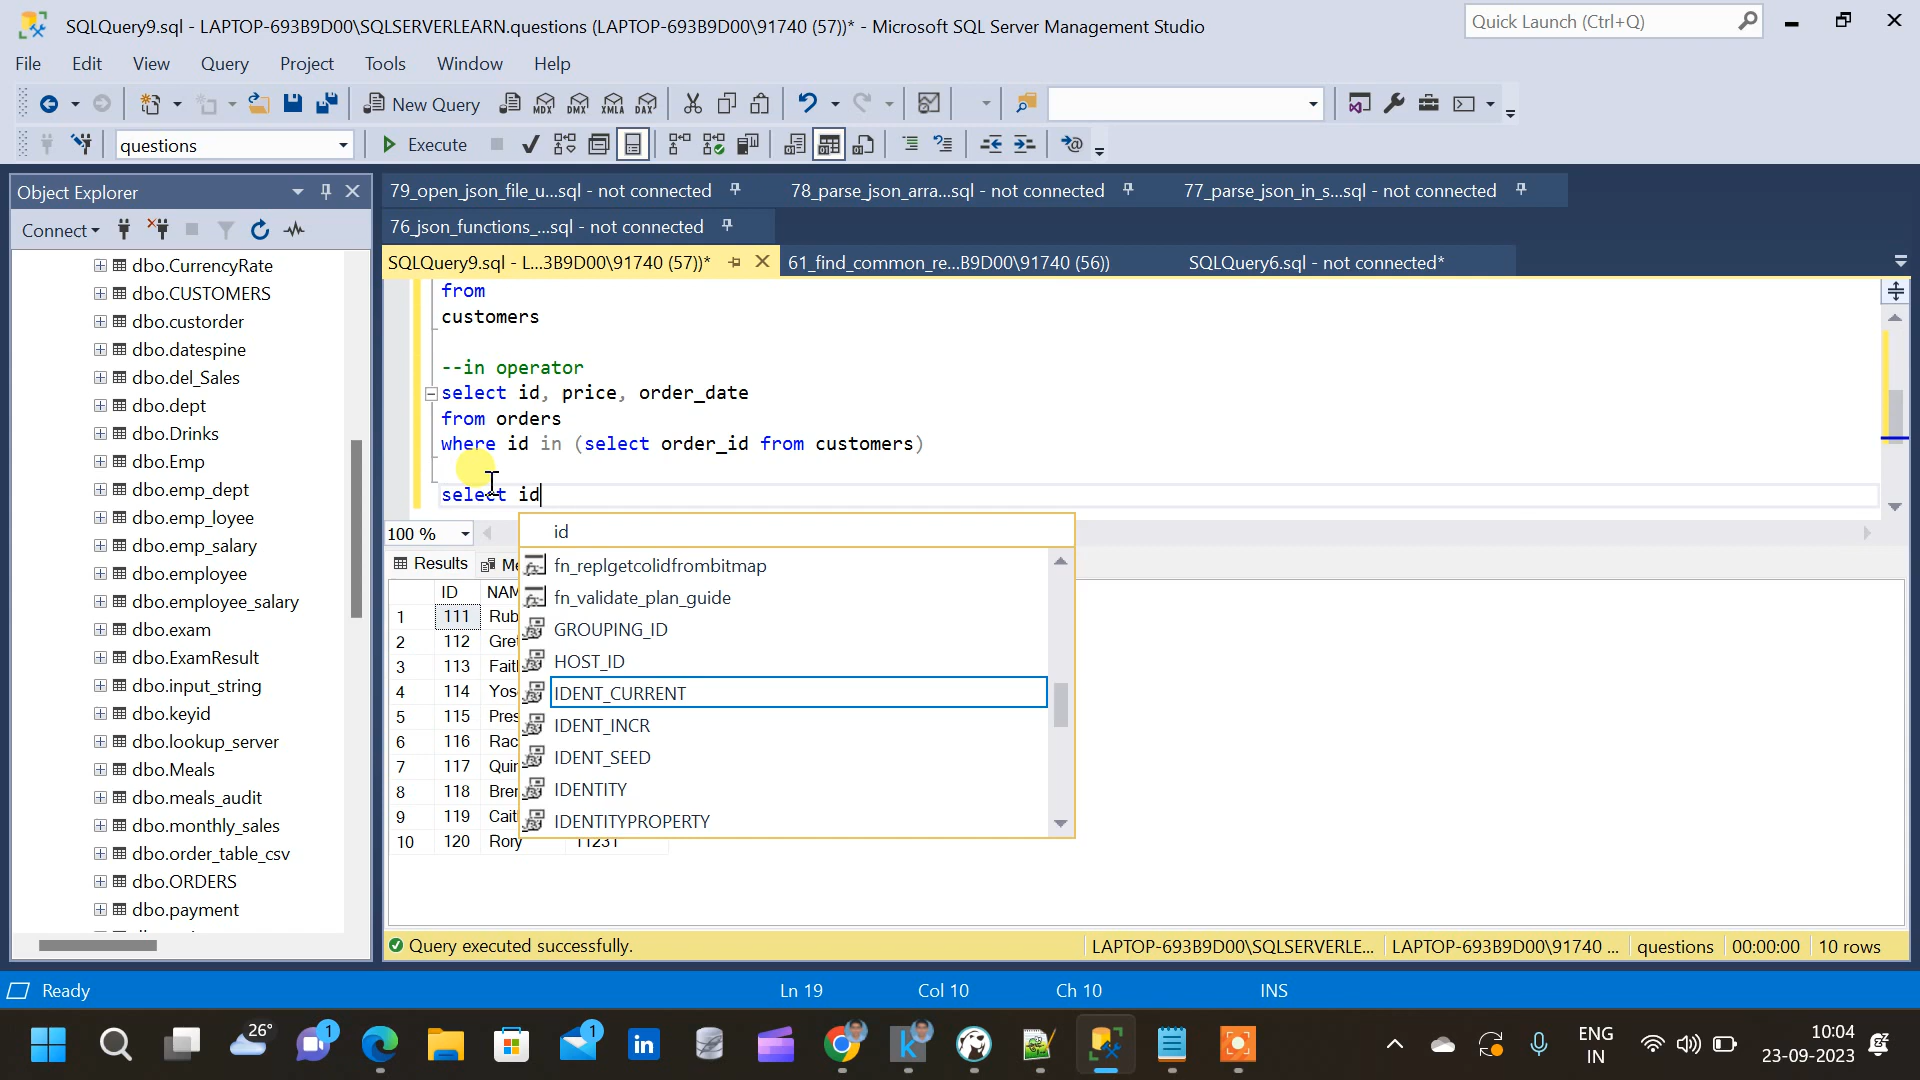 SQLQuery9.sql - LAPTOP-693B9D00\SQLSERVERLEARN.questions (LAPTOP-693B9D00\91740 (57))* - Microsoft SQL Server Management Studio
Quick Launch (Ctrl+Q)
File Edit View Query Project Tools Window Help
New Query
MDX DMX XMLA DAX
questions
Execute
Object Explorer
Connect
79_open_json_file_u...sql - not connected
78_parse_json_arra...sql - not connected
77_parse_json_in_s...sql - not connected
76_json_functions_...sql - not connected
SQLQuery9.sql - L...3B9D00\91740 (57))*
61_find_common_re...B9D00\91740 (56))
SQLQuery6.sql - not connected*
dbo.CurrencyRate
dbo.CUSTOMERS
dbo.custorder
dbo.datespine
dbo.del_Sales
dbo.dept
dbo.Drinks
dbo.Emp
dbo.emp_dept
dbo.emp_loyee
dbo.emp_salary
dbo.employee
dbo.employee_salary
dbo.exam
dbo.ExamResult
dbo.input_string
dbo.keyid
dbo.lookup_server
dbo.Meals
dbo.meals_audit
dbo.monthly_sales
dbo.order_table_csv
dbo.ORDERS
dbo.payment
from
customers
--in operator
select id, price, order_date
from orders
where id in (select order_id from customers)
select id
100 %
id
fn_replgetcolidfrombitmap
fn_validate_plan_guide
GROUPING_ID
HOST_ID
IDENT_CURRENT
IDENT_INCR
IDENT_SEED
IDENTITY
IDENTITYPROPERTY
Results
ID
1 111
2 112
3 113
4 114
5 115
6 116
7 117
8 118
9 119
10 120 Rory 11231
Query executed successfully.
LAPTOP-693B9D00\SQLSERVERLE... LAPTOP-693B9D00\91740 ... questions 00:00:00 10 rows
Ready
Ln 19 Col 10 Ch 10 INS
26°
1
1
ENG
IN
10:04
23-09-2023